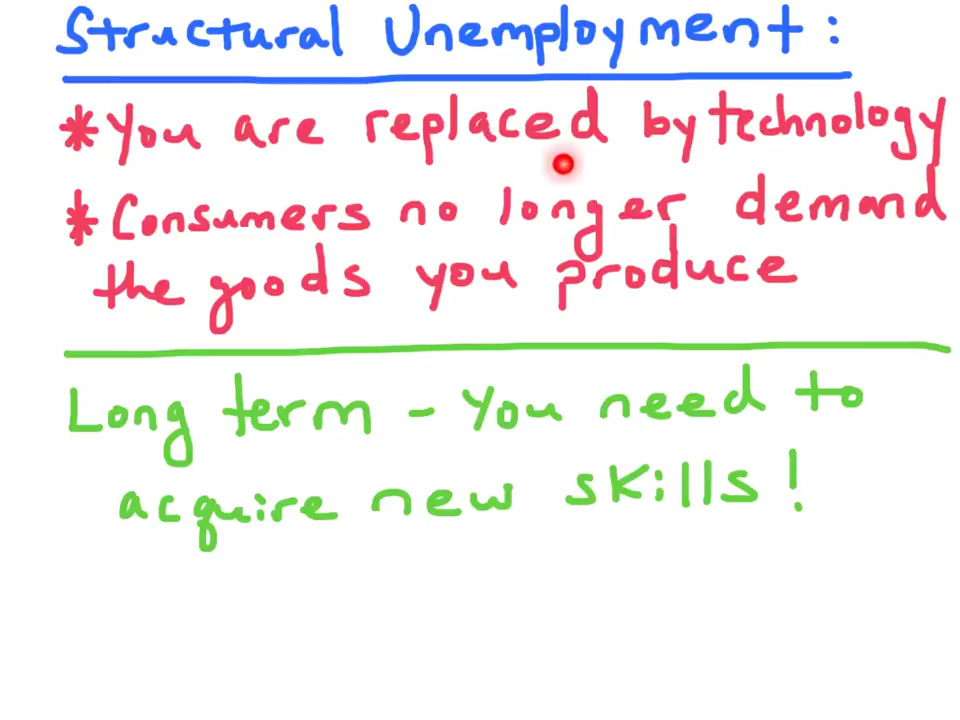 Structural Unemployment:
*You are replaced by technology
*Consumers no longer demand
the goods you produce
Long term - You need to
acquire new skills!